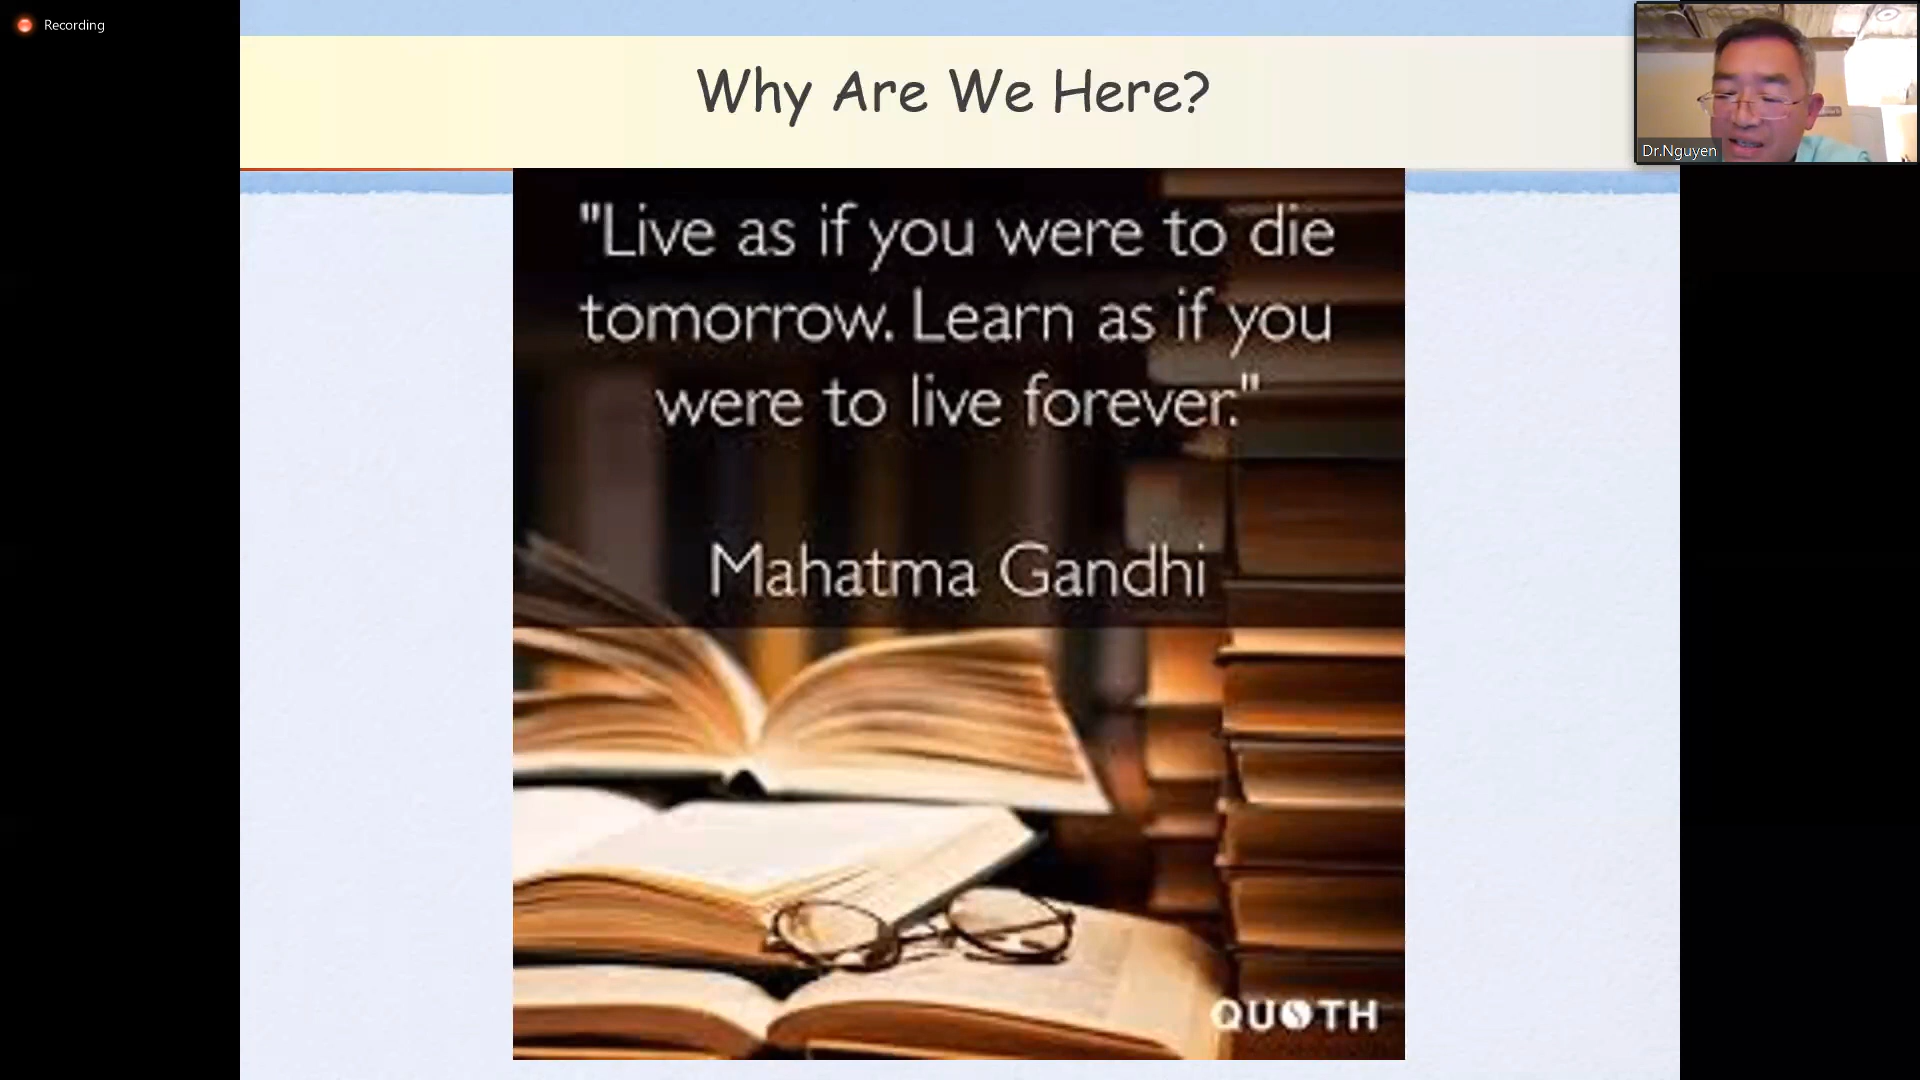 Recording
Why Are We Here?
Dr.Nguyen
"Live as if you were to die
tomorrow. Learn as if you
were to live forever."
Mahatma Gandhi
QUOTH